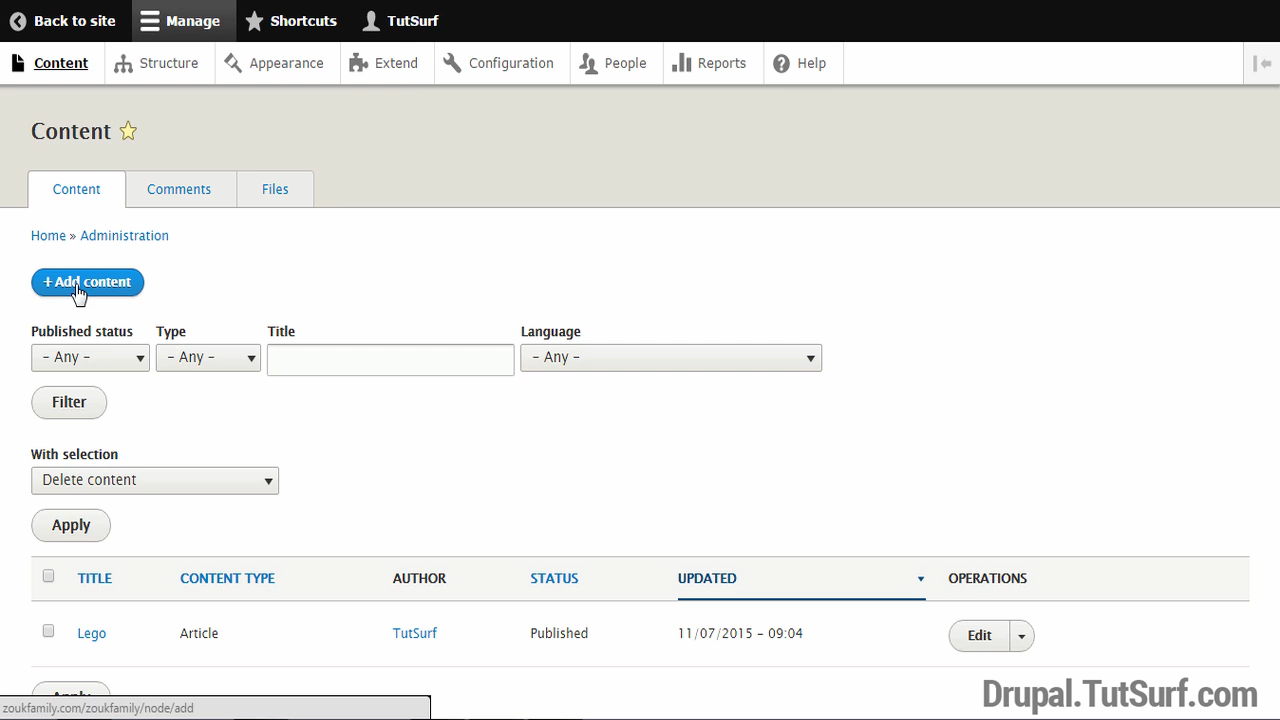 Back to site Manage Shortcuts TutSurf
Content Structure Appearance Extend Configuration People Reports Help
Content
Content Comments Files
Home » Administration
+ Add content
Published status Type Title Language
- Any - - Any - - Any -
Filter
With selection
Delete content
Apply
TITLE CONTENT TYPE AUTHOR STATUS UPDATED OPERATIONS
Lego Article TutSurf Published 11/07/2015 - 09:04 Edit
Apply
zoukfamily.com/zoukfamily/node/add
Drupal.TutSurf.com